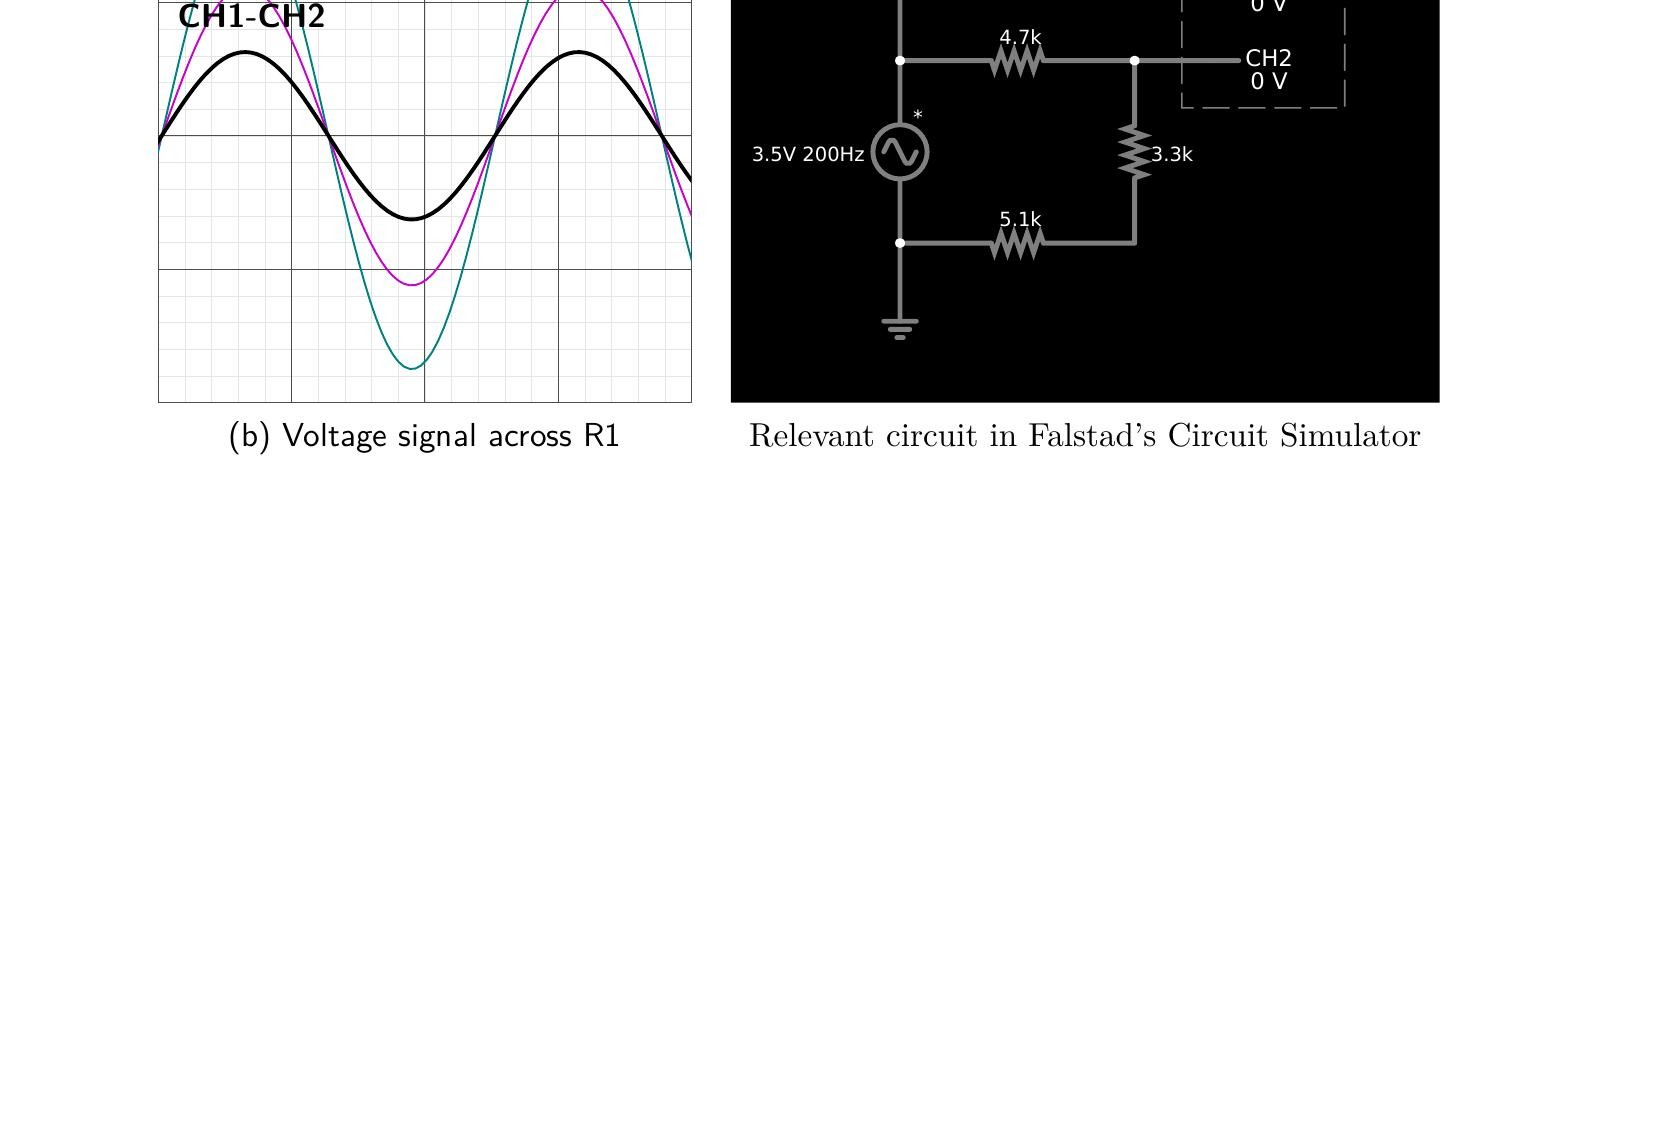 CH1-CH2
0 V
4.7k
CH2
0 V
*
3.5V 200Hz
3.3k
5.1k
(b) Voltage signal across R1
Relevant circuit in Falstad's Circuit Simulator